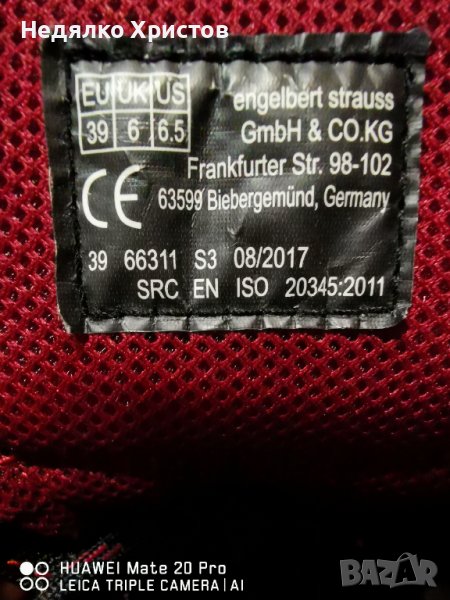 Недялко Христов
EU UK US
39 6 6.5
engelbert strauss
GmbH & CO.KG
Frankfurter Str. 98-102
63599 Biebergemünd, Germany
CE
39 66311 S3 08/2017
SRC EN ISO 20345:2011
HUAWEI Mate 20 Pro
LEICA TRIPLE CAMERA | AI
BAZAR